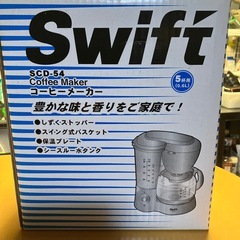 Swift
SCD-54
Coffee Maker
コーヒーメーカー
5杯用
(0.6L)
豊かな味と香りをご家庭で！
●しずくストッパー
●スイング式バスケット
●保温プレート
●シースルー水タンク